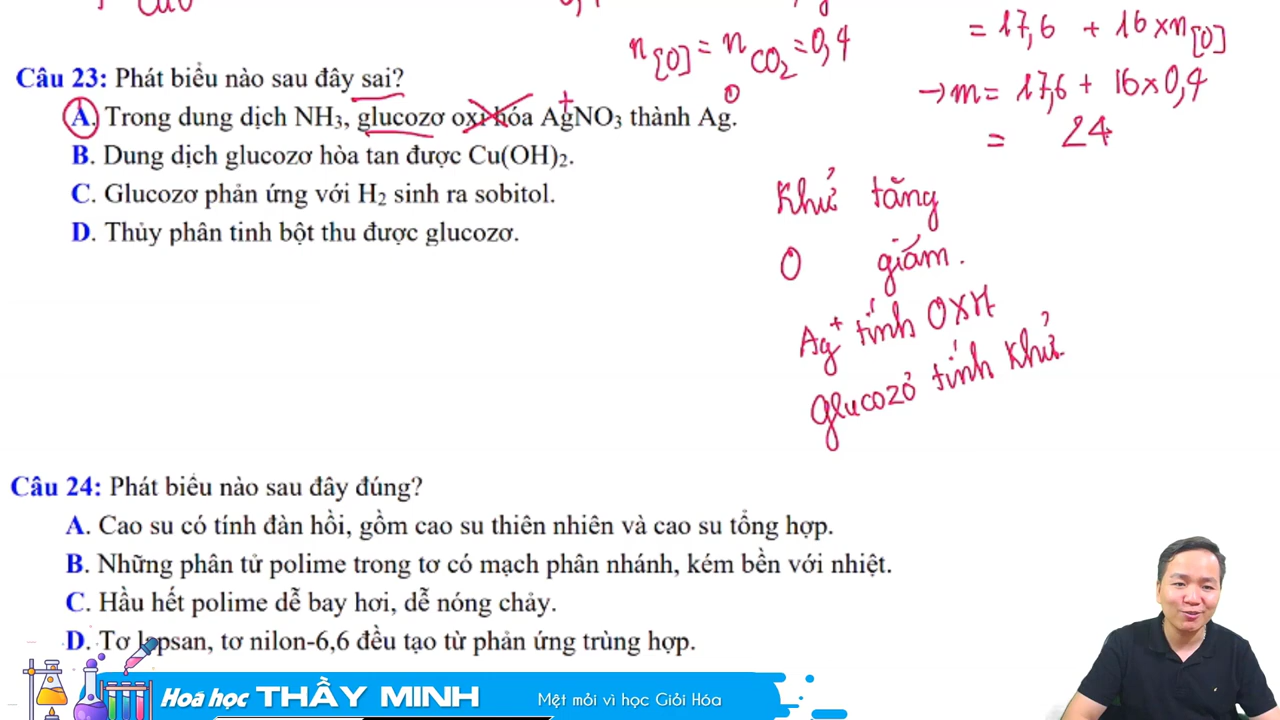 CuO
n[O] = nCO2 = 0,4
= 17,6 + 16 x n[O]
→ m = 17,6 + 16 x 0,4
= 24
Câu 23: Phát biểu nào sau đây sai?
+ 0
A. Trong dung dịch NH3, glucozơ oxi hóa AgNO3 thành Ag.
B. Dung dịch glucozơ hòa tan được Cu(OH)2.
C. Glucozơ phản ứng với H2 sinh ra sobitol.
D. Thủy phân tinh bột thu được glucozơ.
Khử tăng
O giảm.
Ag+ tính OXH
glucozơ tính khử.
Câu 24: Phát biểu nào sau đây đúng?
A. Cao su có tính đàn hồi, gồm cao su thiên nhiên và cao su tổng hợp.
B. Những phân tử polime trong tơ có mạch phân nhánh, kém bền với nhiệt.
C. Hầu hết polime dễ bay hơi, dễ nóng chảy.
D. Tơ lapsan, tơ nilon-6,6 đều tạo từ phản ứng trùng hợp.
Hoá học THẦY MINH Mệt mỏi vì học Giỏi Hóa